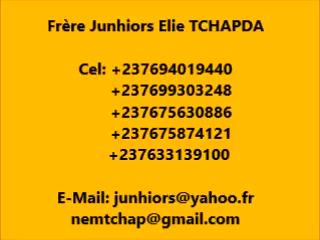 Frère Junhiors Elie TCHAPDA
Cel: +237694019440
+237699303248
+237675630886
+237675874121
+237633139100
E-Mail: junhiors@yahoo.fr
nemtchap@gmail.com